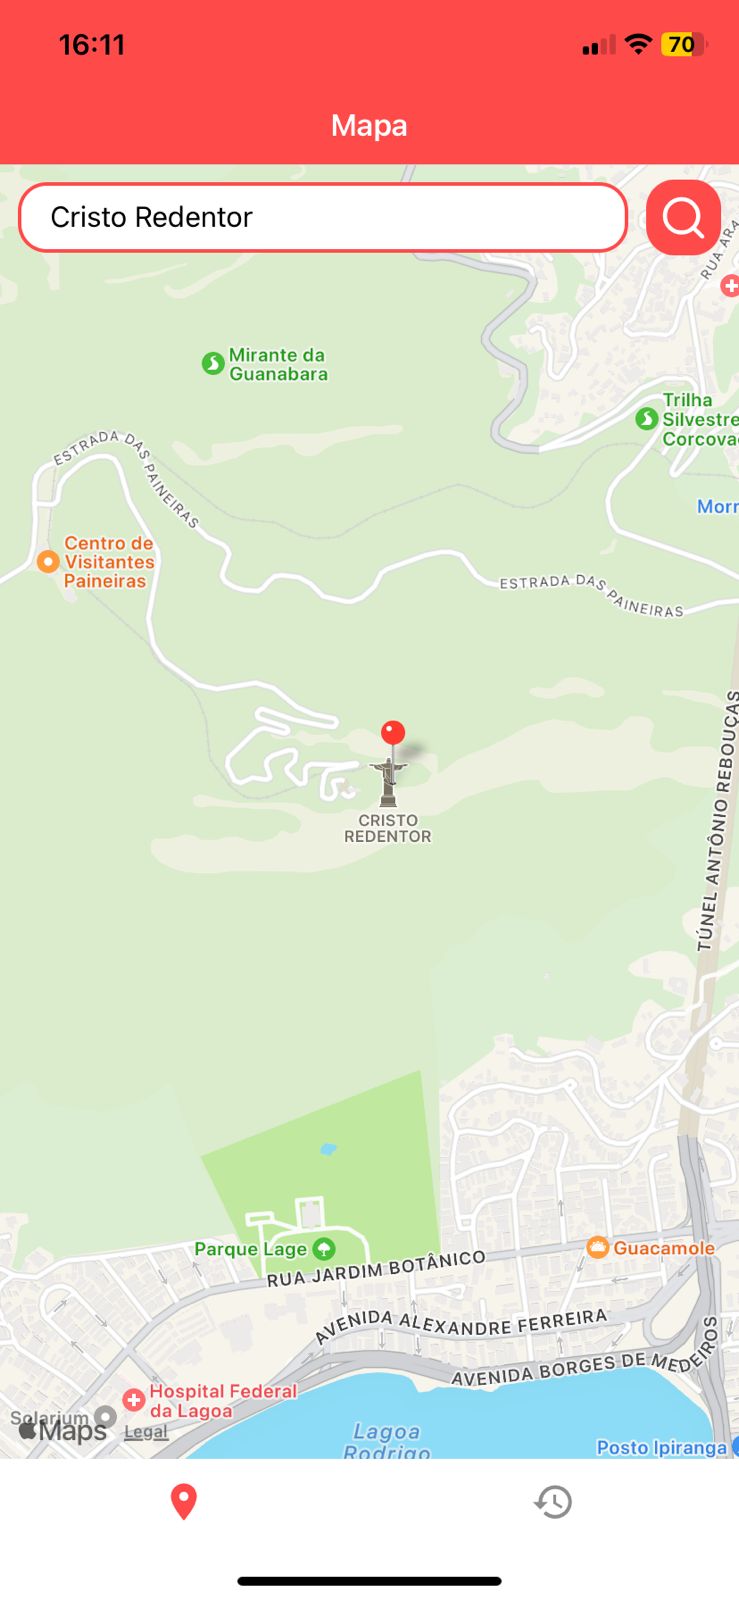 16:11
70
Mapa
Cristo Redentor
RUA ARA
Mirante da
Guanabara
Trilha
Silvestre
Corcova
ESTRADA DAS PAINEIRAS
Morr
Centro de
Visitantes
Paineiras
ESTRADA DAS PAINEIRAS
TÚNEL ANTÔNIO REBOUÇAS
CRISTO
REDENTOR
Parque Lage
Guacamole
RUA JARDIM BOTÂNICO
AVENIDA ALEXANDRE FERREIRA
AVENIDA BORGES DE MEDEIROS
Hospital Federal
da Lagoa
Solarium
Maps
Legal
Lagoa
Rodrigo
Posto Ipiranga